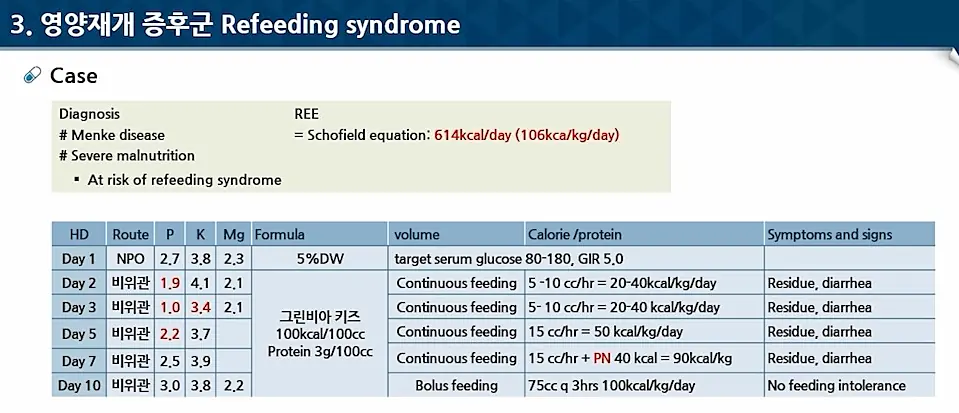 3. 영양재개 증후군 Refeeding syndrome
Case
Diagnosis REE
# Menke disease = Schofield equation: 614kcal/day (106kca/kg/day)
# Severe malnutrition
▪ At risk of refeeding syndrome
HD Route P K Mg Formula volume Calorie /protein Symptoms and signs
Day 1 NPO 2.7 3.8 2.3 5%DW target serum glucose 80-180, GIR 5.0
Day 2 비위관 1.9 4.1 2.1 Continuous feeding 5 -10 cc/hr = 20-40kcal/kg/day Residue, diarrhea
Day 3 비위관 1.0 3.4 2.1 Continuous feeding 5- 10 cc/hr = 20-40 kcal/kg/day Residue, diarrhea
그린비아 키즈
100kcal/100cc
Protein 3g/100cc
Day 5 비위관 2.2 3.7 Continuous feeding 15 cc/hr = 50 kcal/kg/day Residue, diarrhea
Day 7 비위관 2.5 3.9 Continuous feeding 15 cc/hr + PN 40 kcal = 90kcal/kg Residue, diarrhea
Day 10 비위관 3.0 3.8 2.2 Bolus feeding 75cc q 3hrs 100kcal/kg/day No feeding intolerance